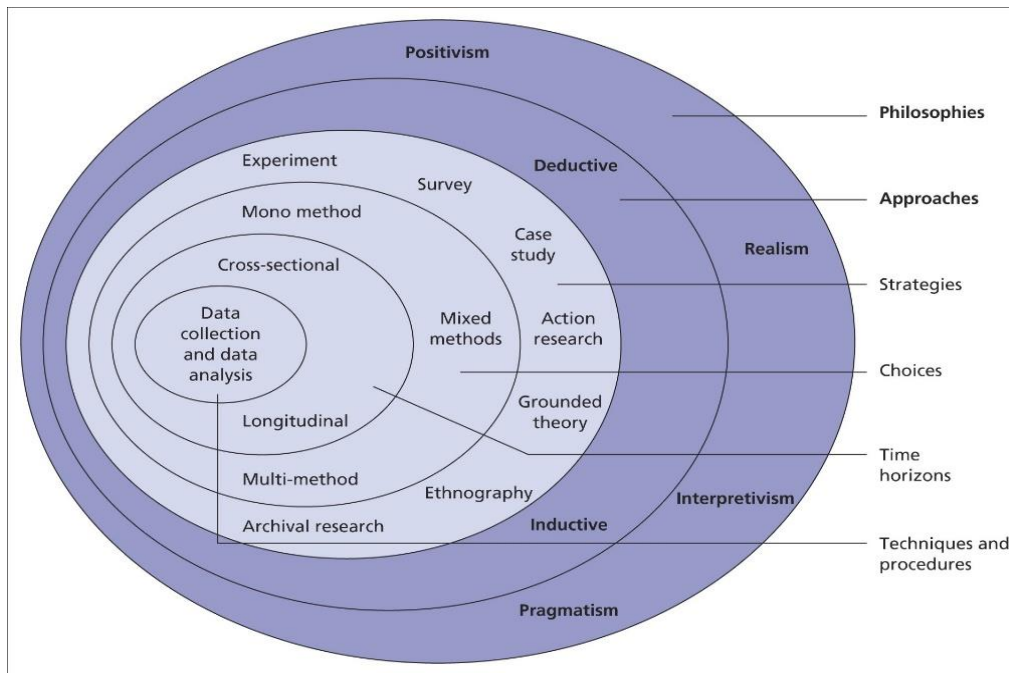 Positivism
Philosophies
Deductive
Approaches
Experiment
Survey
Mono method
Case
study
Realism
Cross-sectional
Strategies
Data
collection
and data
analysis
Mixed
methods
Action
research
Choices
Grounded
theory
Longitudinal
Time
horizons
Multi-method
Ethnography
Interpretivism
Archival research
Inductive
Techniques and
procedures
Pragmatism